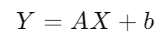 Y = AX + b